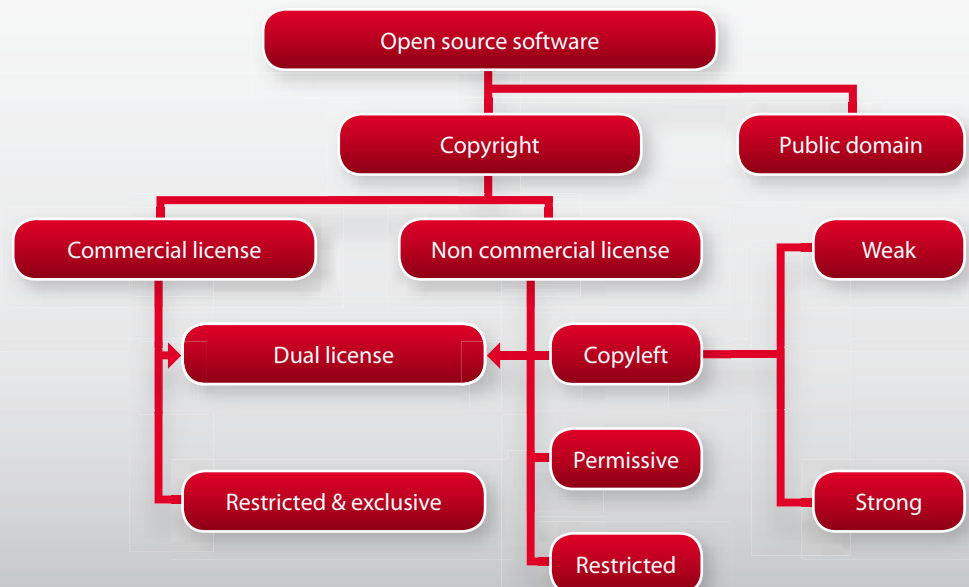 Open source software
Copyright
Public domain
Commercial license
Non commercial license
Weak
Dual license
Copyleft
Permissive
Restricted & exclusive
Strong
Restricted